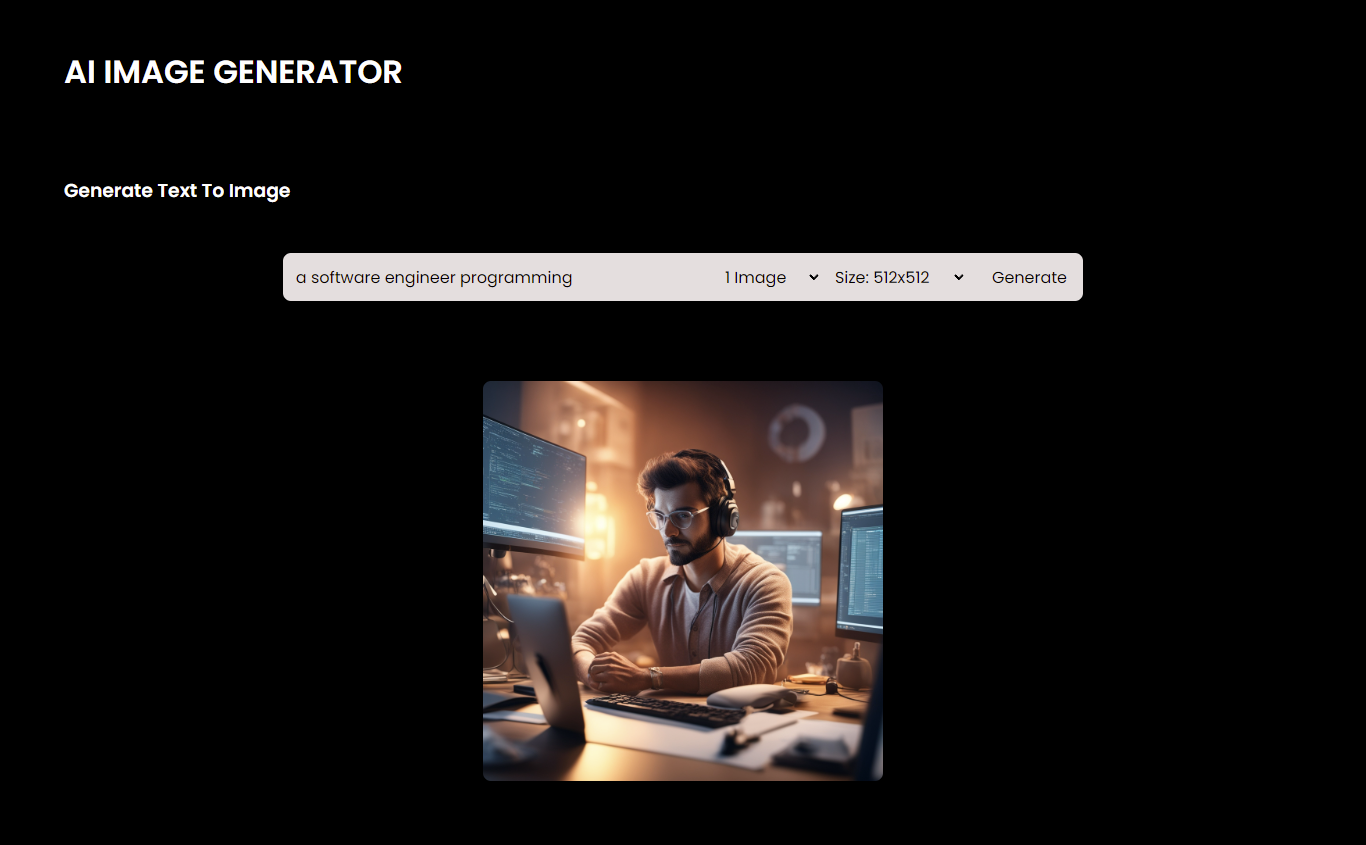 AI IMAGE GENERATOR
Generate Text To Image
a software engineer programming 1 Image Size: 512x512 Generate